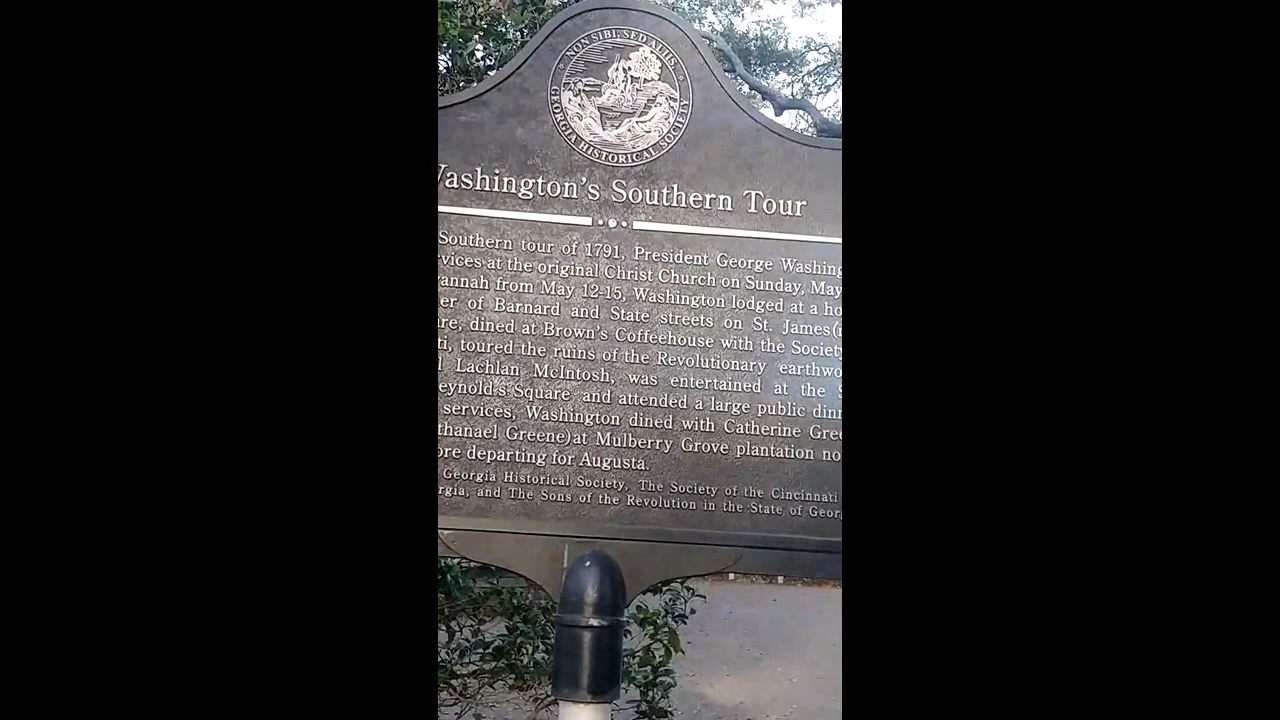 NON SIBI, SED ALIIS
GEORGIA HISTORICAL SOCIETY
Washington's Southern Tour
Southern tour of 1791, President George Washing
vices at the original Christ Church on Sunday, May
annah from May 12-15, Washington lodged at a ho
er of Barnard and State streets on St. James(
re, dined at Brown's Coffeehouse with the Society
ti, toured the ruins of the Revolutionary earthwo
l Lachlan McIntosh, was entertained at the S
eynold's Square and attended a large public din
services, Washington dined with Catherine Gree
thanael Greene)at Mulberry Grove plantation no
ore departing for Augusta.
Georgia Historical Society, The Society of the Cincinnati
rgia, and The Sons of the Revolution in the State of Geor